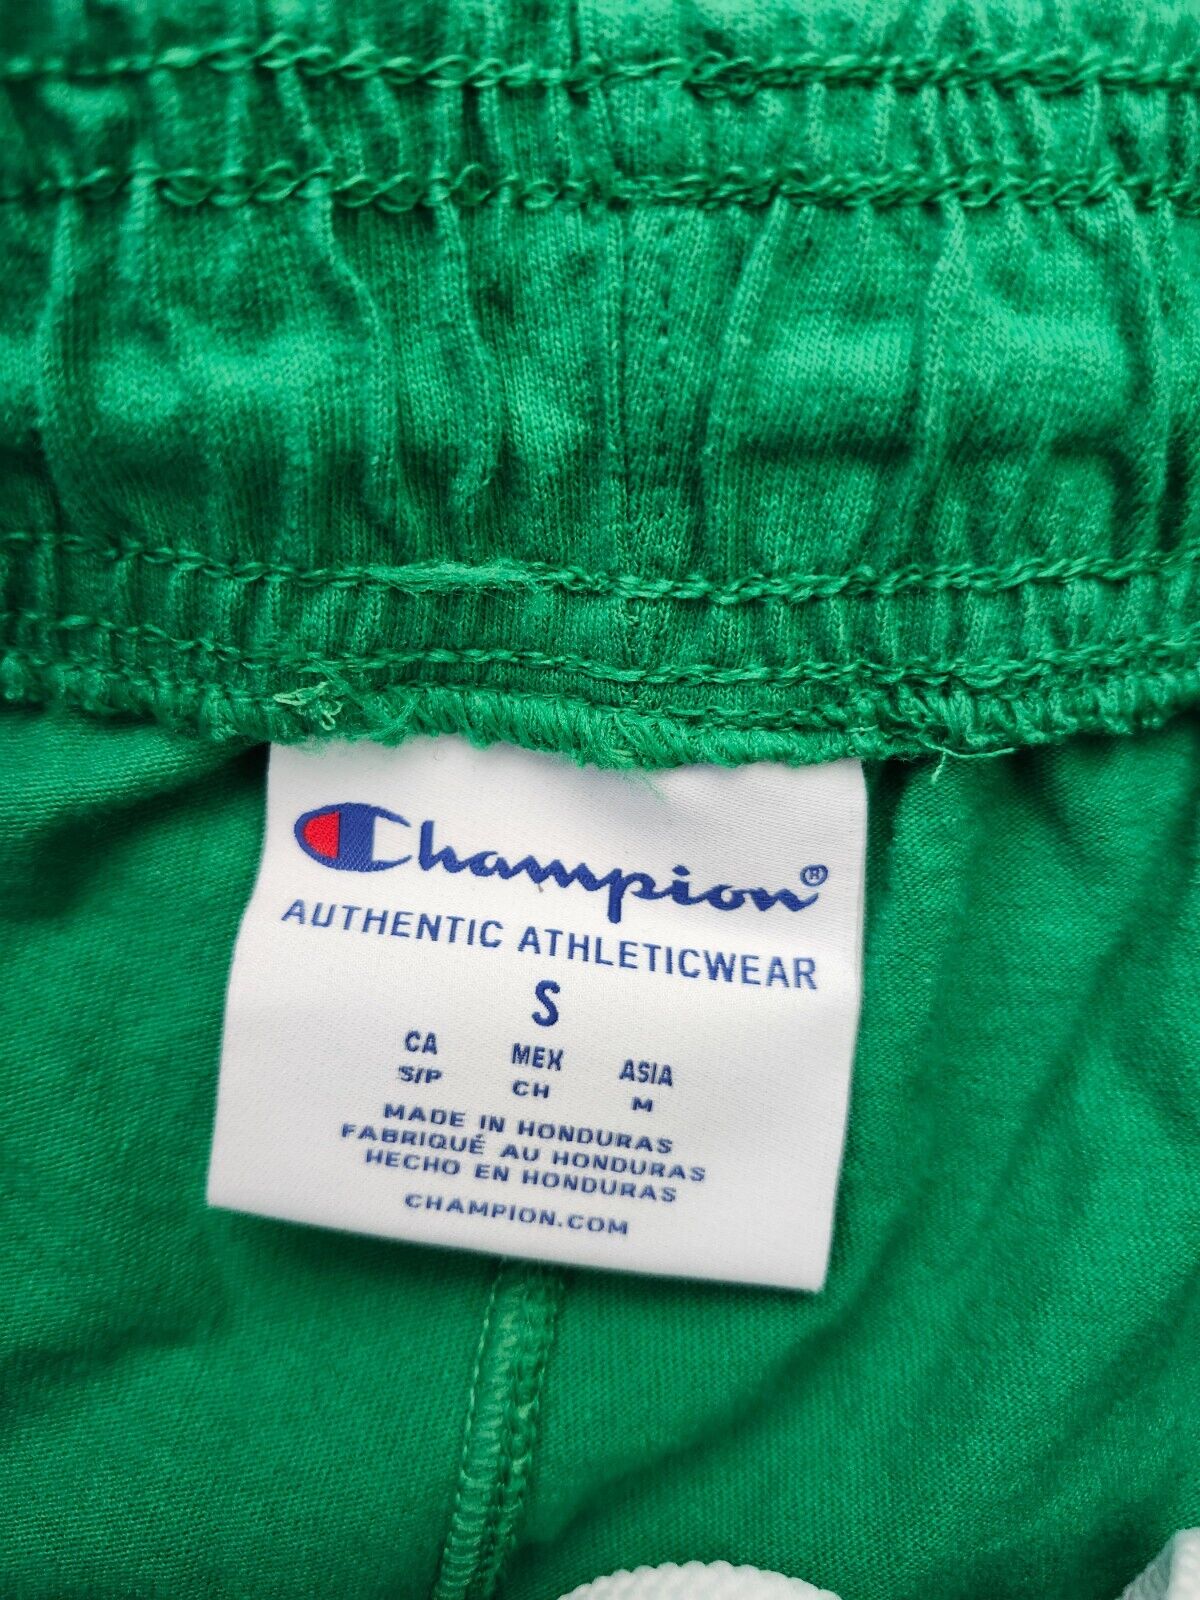 Champion®
AUTHENTIC ATHLETICWEAR
S
CA MEX ASIA
S/P CH M
MADE IN HONDURAS
FABRIQUÉ AU HONDURAS
HECHO EN HONDURAS
CHAMPION.COM